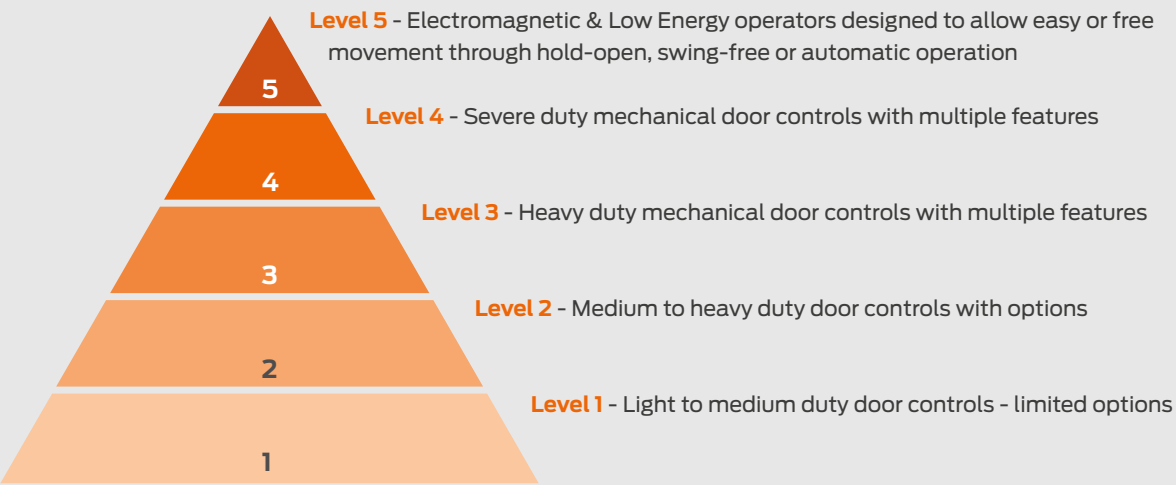 Level 5 - Electromagnetic & Low Energy operators designed to allow easy or free
movement through hold-open, swing-free or automatic operation
5
Level 4 - Severe duty mechanical door controls with multiple features
4
Level 3 - Heavy duty mechanical door controls with multiple features
3
Level 2 - Medium to heavy duty door controls with options
2
Level 1 - Light to medium duty door controls - limited options
1